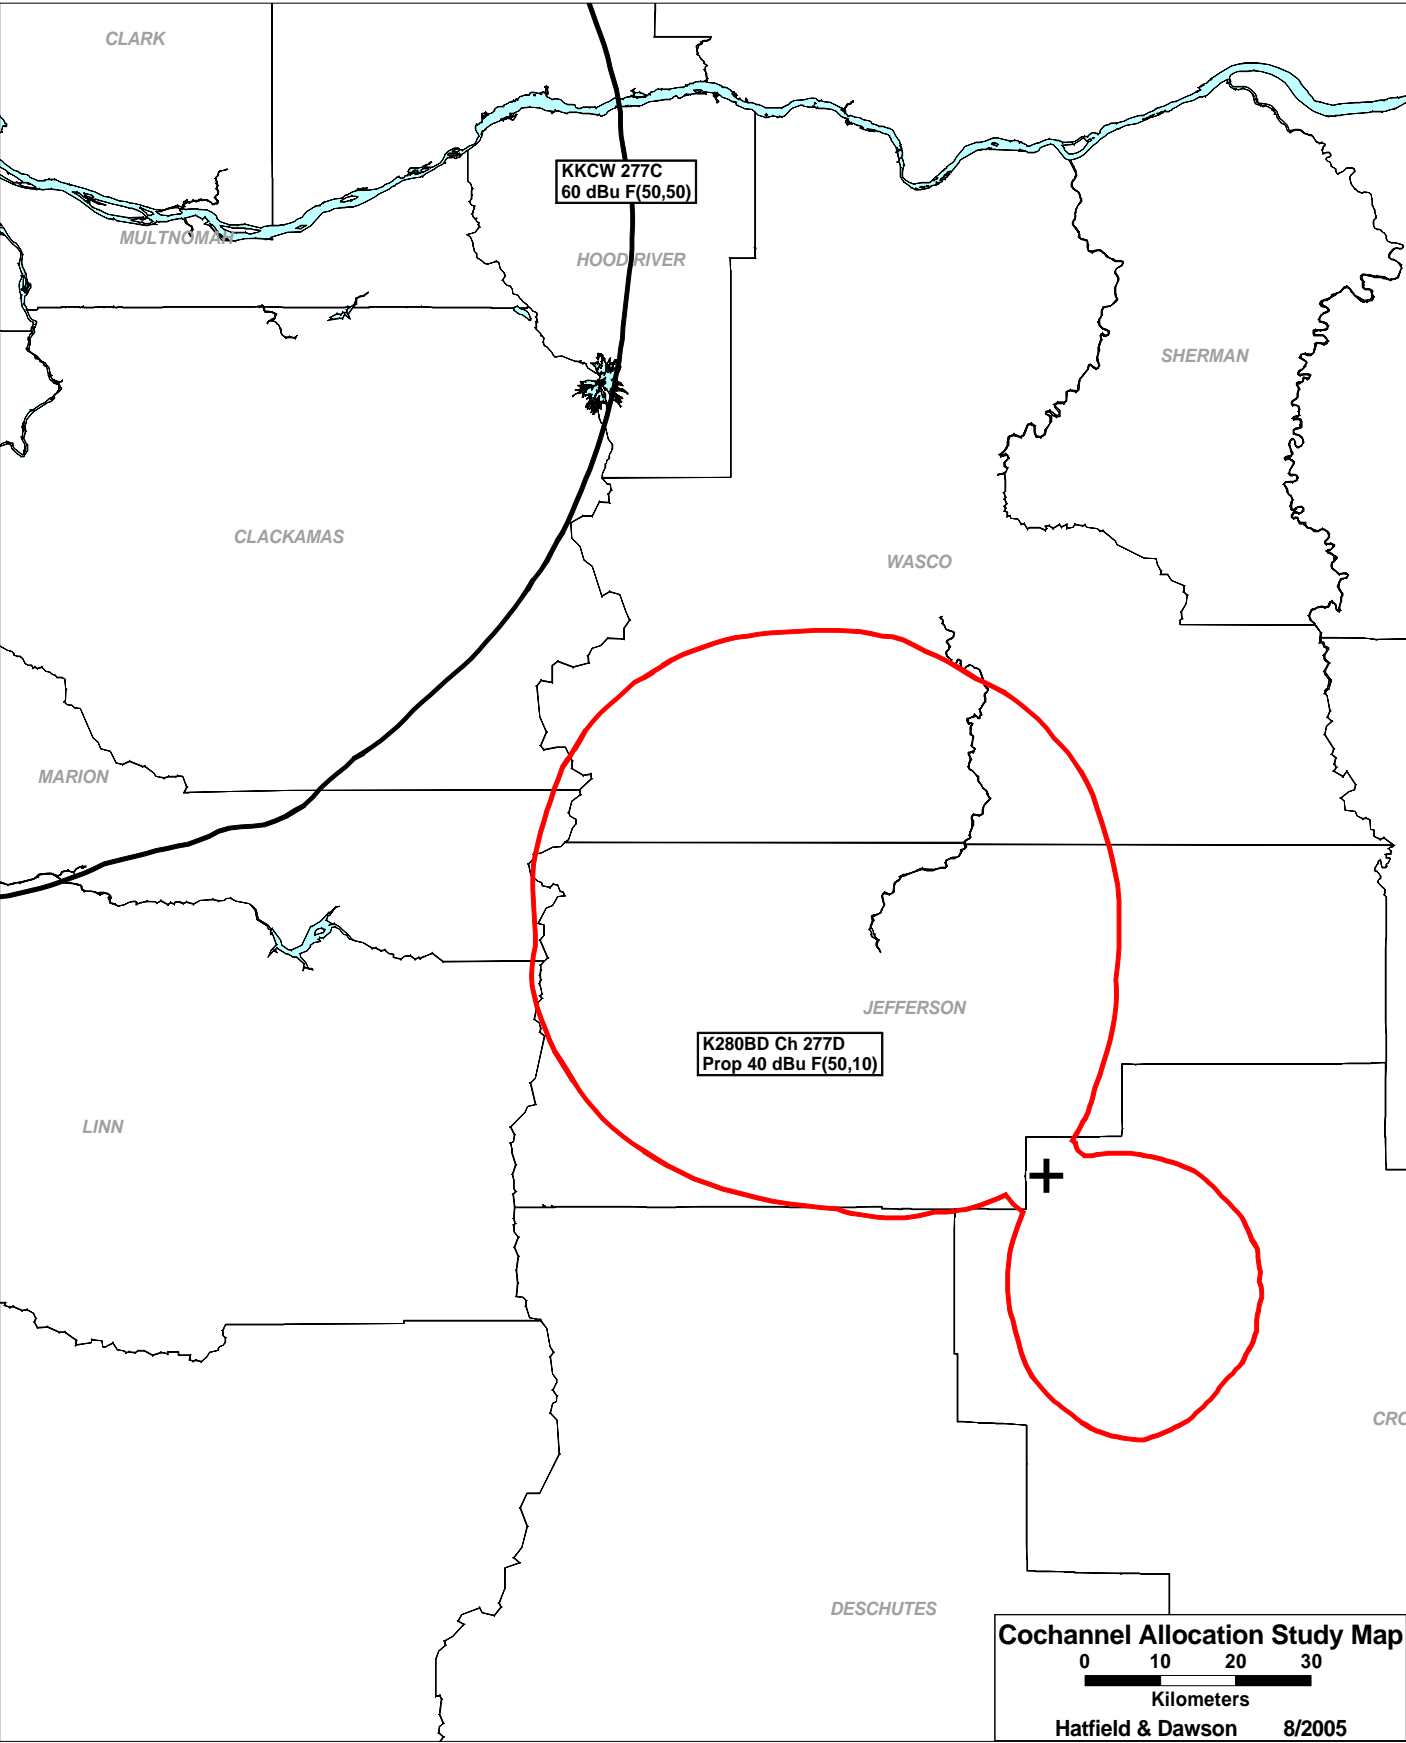 CLARK
KKCW 277C
60 dBu F(50,50)
MULTNOMAH
HOOD RIVER
SHERMAN
CLACKAMAS
WASCO
MARION
JEFFERSON
K280BD Ch 277D
Prop 40 dBu F(50,10)
LINN
CRO
DESCHUTES
Cochannel Allocation Study Map
0 10 20 30
Kilometers
Hatfield & Dawson 8/2005